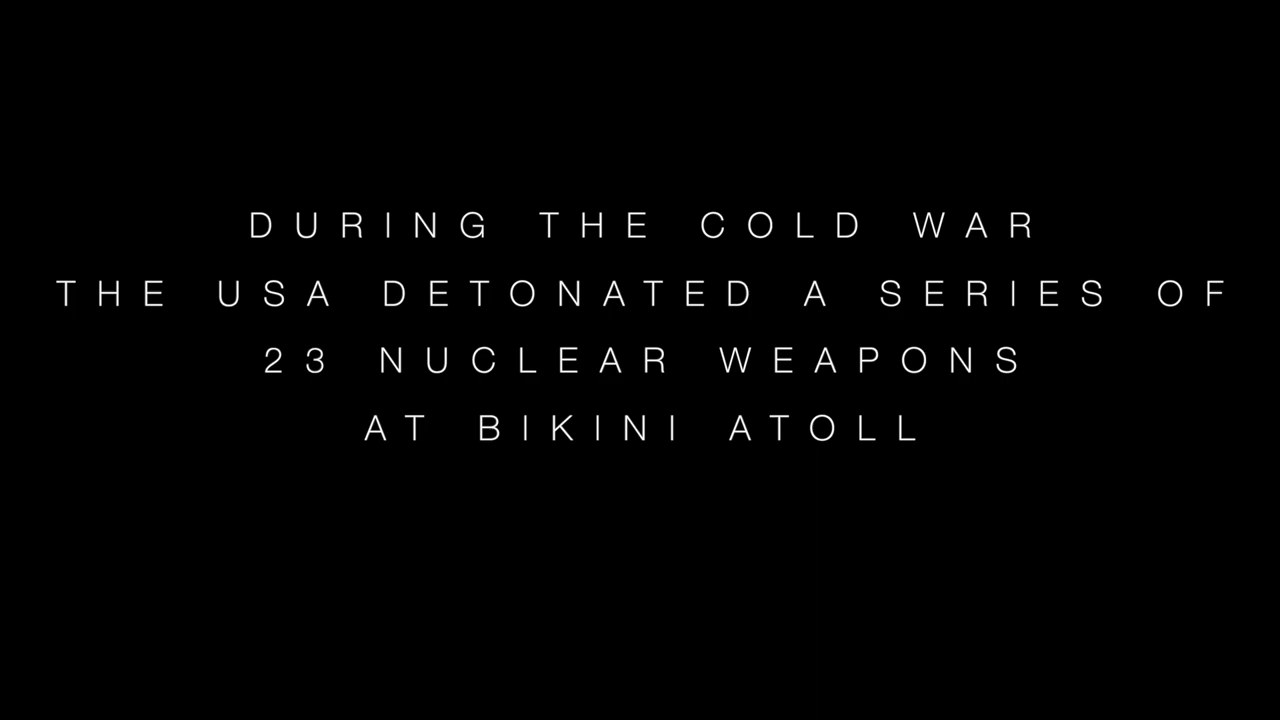 DURING THE COLD WAR
THE USA DETONATED A SERIES OF
23 NUCLEAR WEAPONS
AT BIKINI ATOLL